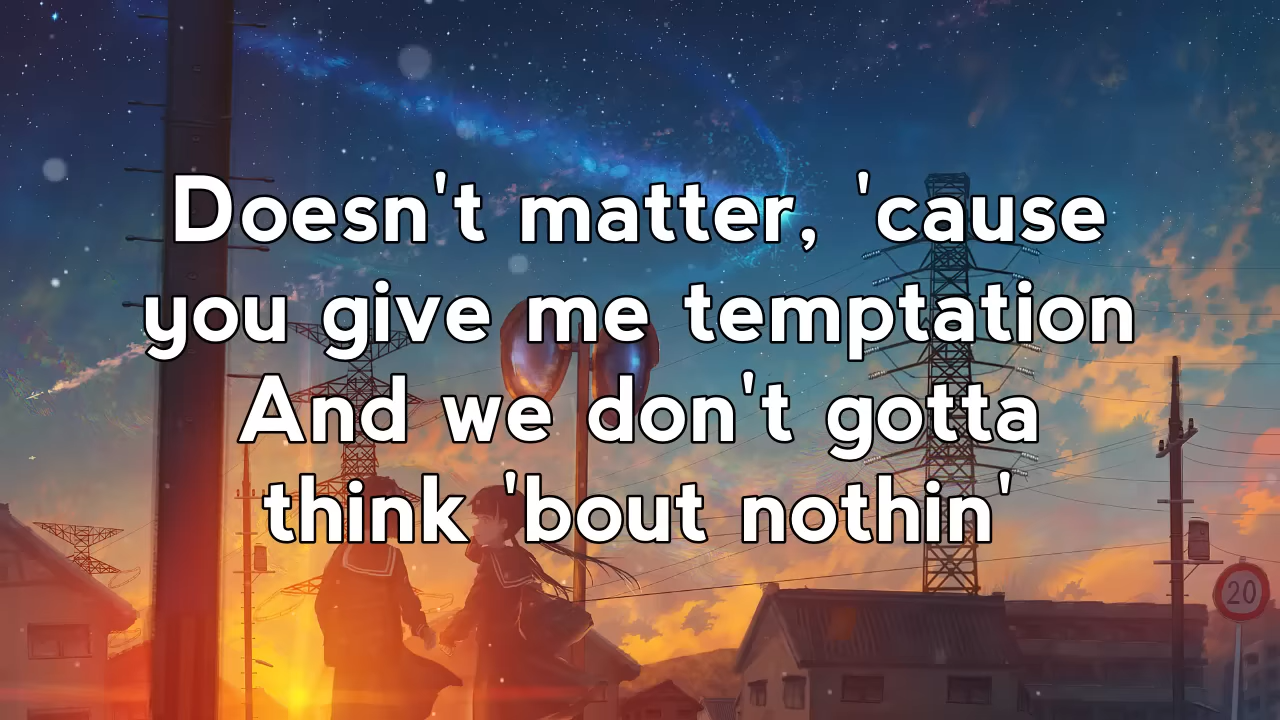 Doesn't matter, 'cause
you give me temptation
And we don't gotta
think 'bout nothin'
20